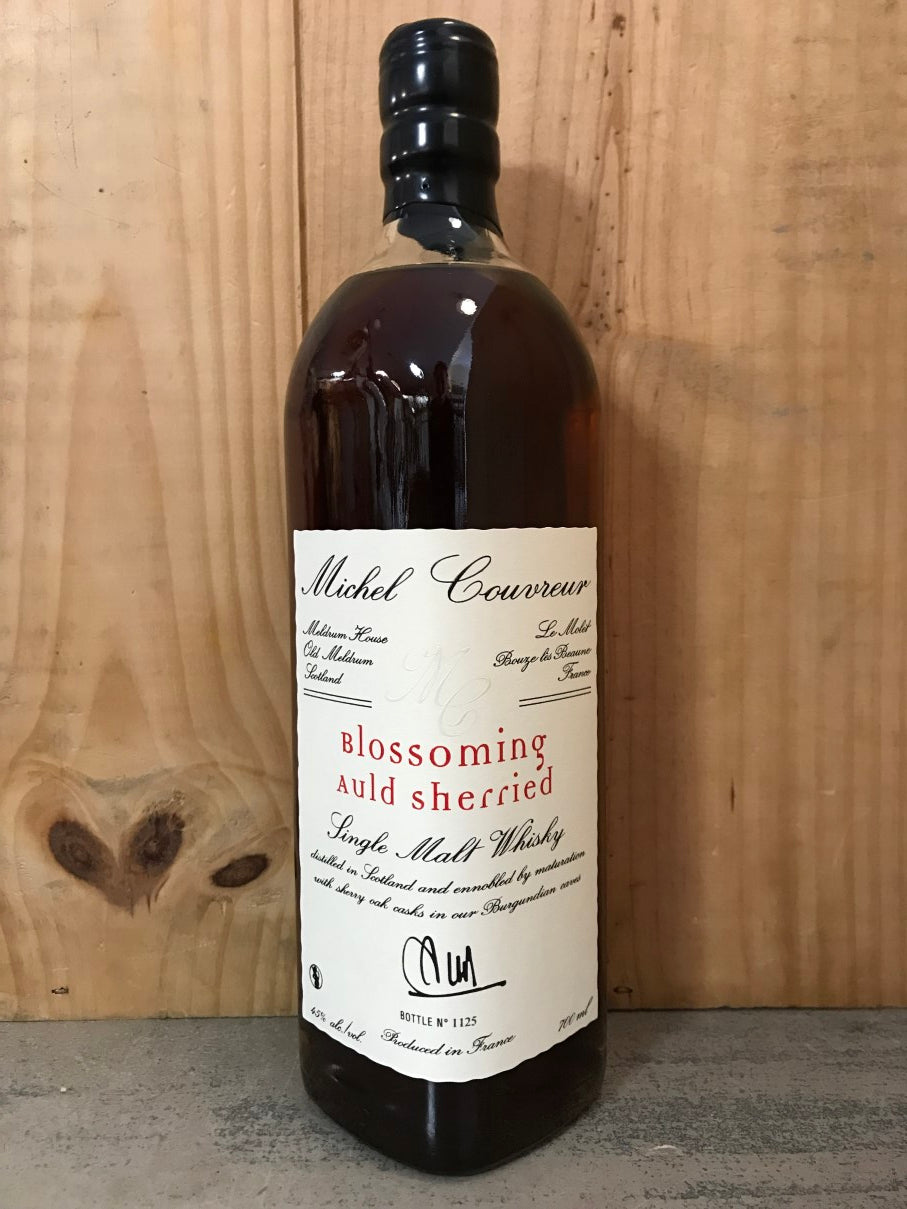 Michel Couvreur
Meldrum House
Old Meldrum
Scotland
Le Molet
Bouze lès Beaune
France
MC
Blossoming
Auld sherried
Single Malt Whisky
distilled in Scotland and ennobled by maturation
with sherry oak casks in our Burgundian caves
BOTTLE N° 1125
45% alc./vol.
Produced in France
700 ml